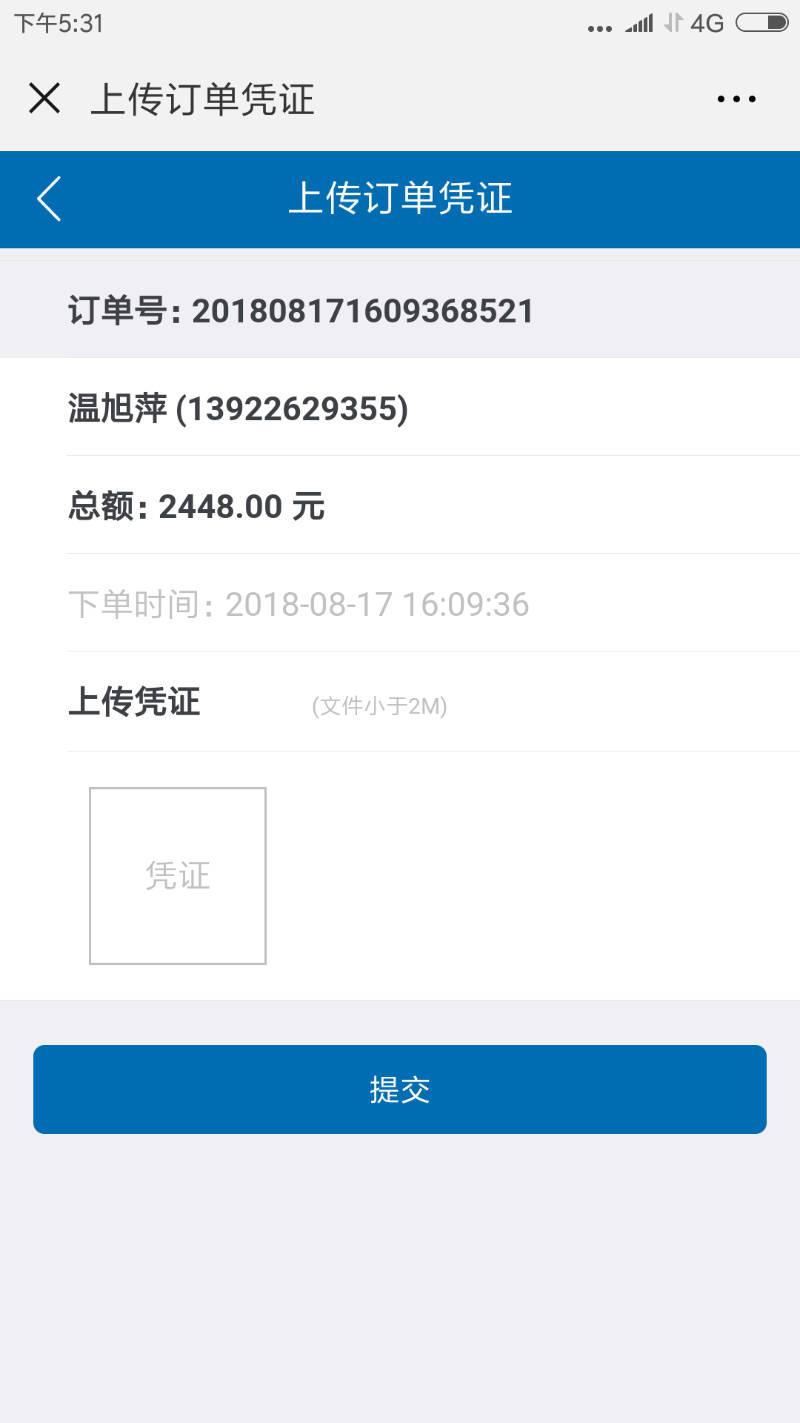 下午5:31
4G
上传订单凭证
上传订单凭证
订单号: 201808171609368521
温旭萍 (13922629355)
总额: 2448.00 元
下单时间: 2018-08-17 16:09:36
上传凭证 (文件小于2M)
凭证
提交